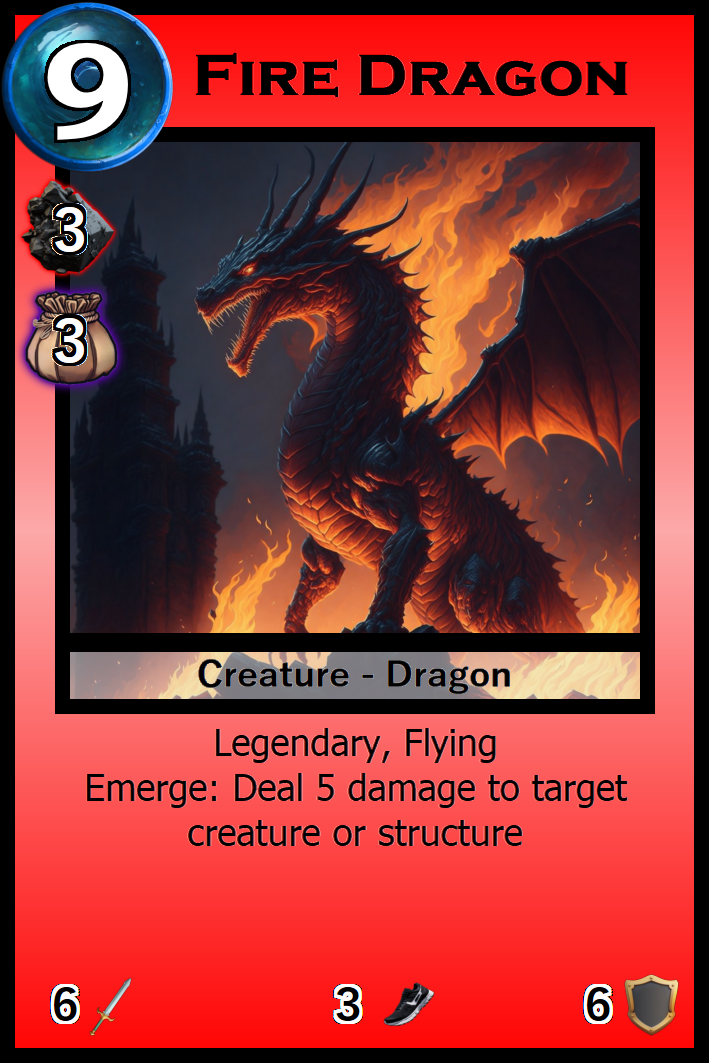 9
Fire Dragon
3
3
Creature - Dragon
Legendary, Flying
Emerge: Deal 5 damage to target
creature or structure
6
3
6